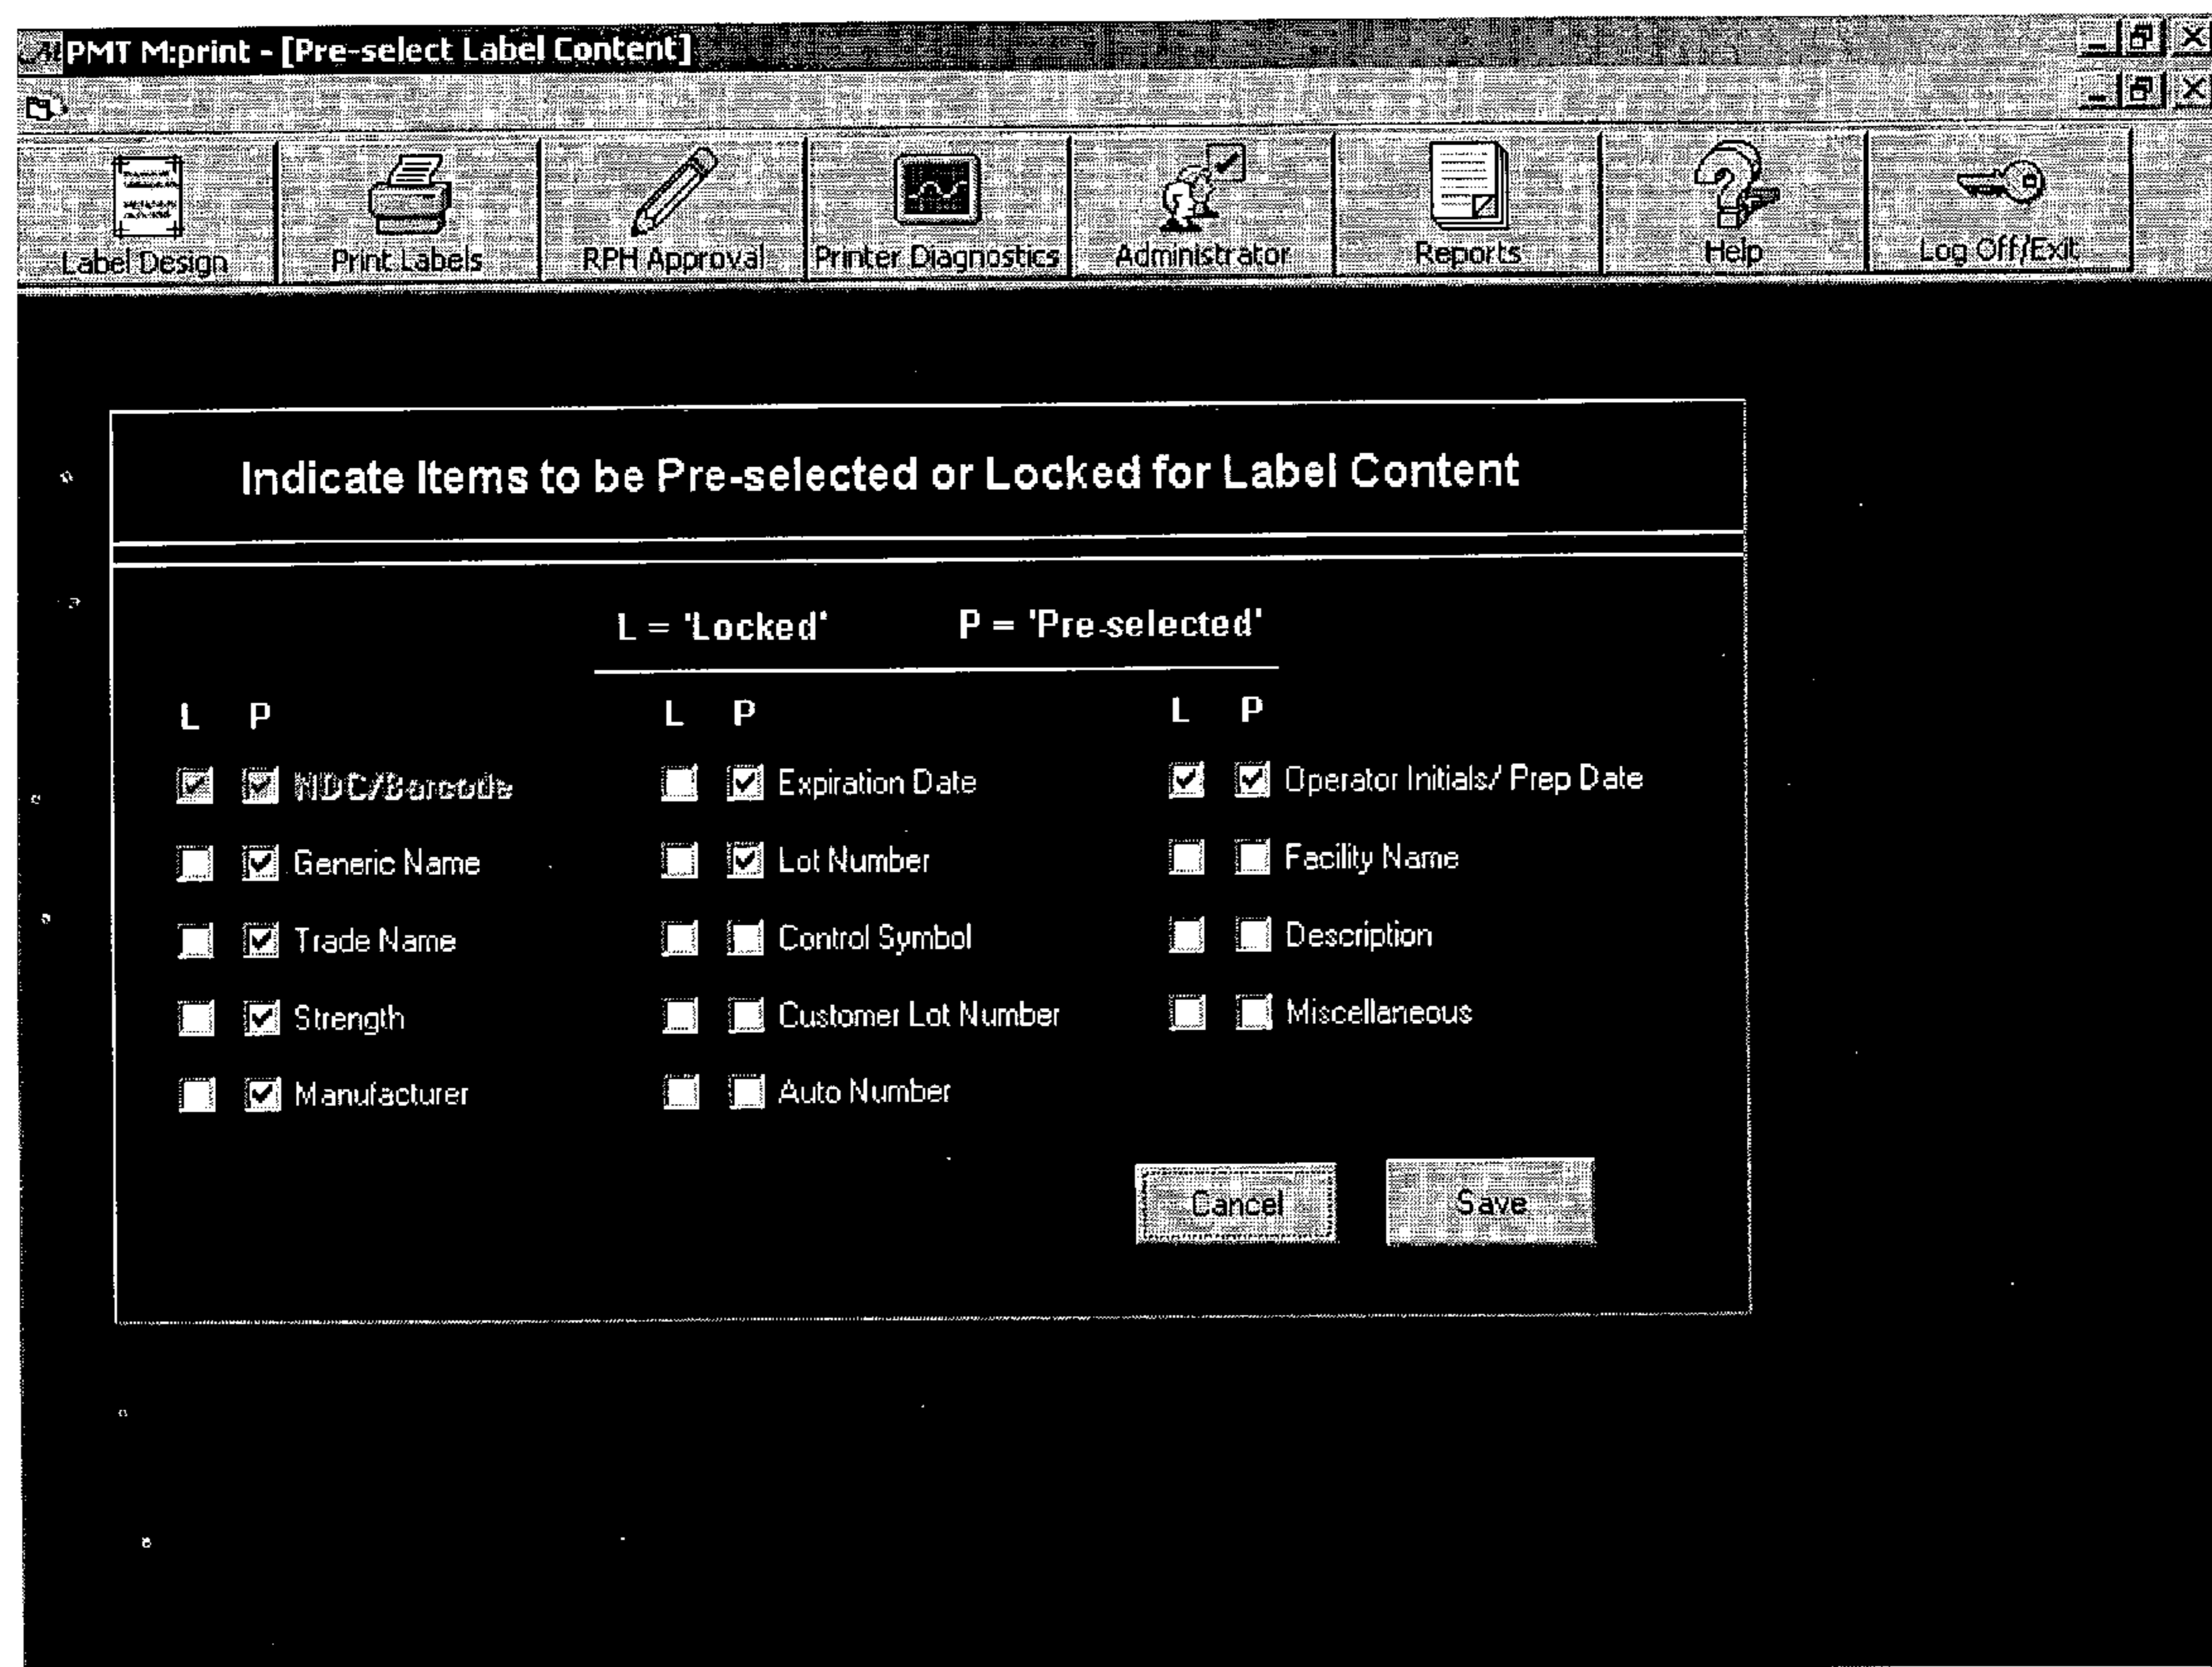 PMT M:print - [Pre-select Label Content]
Label Design Print Labels RPH Approval Printer Diagnostics Administrator Reports Help Log Off/Exit
Indicate Items to be Pre-selected or Locked for Label Content
L = 'Locked' P = 'Pre-selected'
L P L P L P
NDC/Barcode Expiration Date Operator Initials/ Prep Date
Generic Name Lot Number Facility Name
Trade Name Control Symbol Description
Strength Customer Lot Number Miscellaneous
Manufacturer Auto Number
Cancel Save